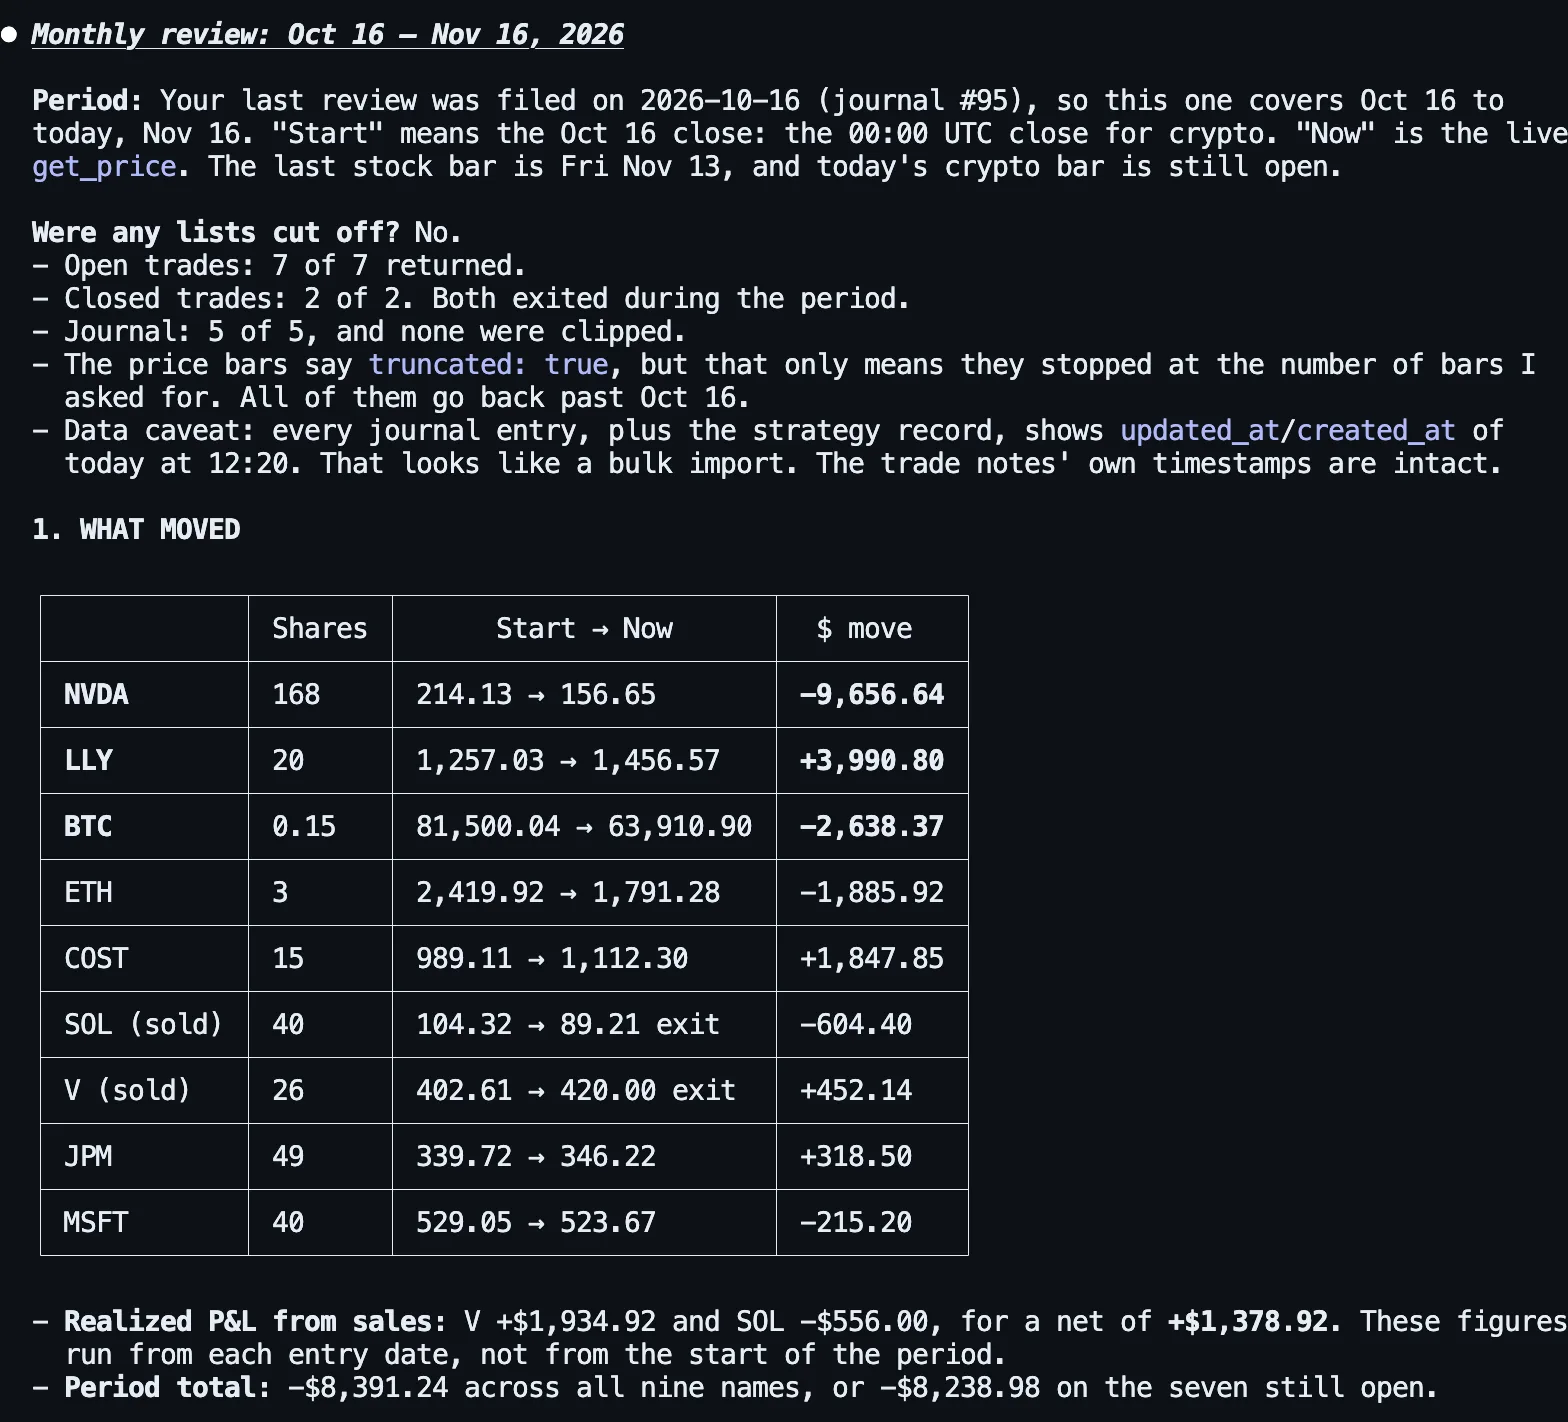 ● Monthly review: Oct 16 – Nov 16, 2026
Period: Your last review was filed on 2026-10-16 (journal #95), so this one covers Oct 16 to
today, Nov 16. "Start" means the Oct 16 close: the 00:00 UTC close for crypto. "Now" is the live
get_price. The last stock bar is Fri Nov 13, and today's crypto bar is still open.
Were any lists cut off? No.
– Open trades: 7 of 7 returned.
– Closed trades: 2 of 2. Both exited during the period.
– Journal: 5 of 5, and none were clipped.
– The price bars say truncated: true, but that only means they stopped at the number of bars I
asked for. All of them go back past Oct 16.
– Data caveat: every journal entry, plus the strategy record, shows updated_at/created_at of
today at 12:20. That looks like a bulk import. The trade notes' own timestamps are intact.
1. WHAT MOVED
Shares Start → Now $ move
NVDA 168 214.13 → 156.65 −9,656.64
LLY 20 1,257.03 → 1,456.57 +3,990.80
BTC 0.15 81,500.04 → 63,910.90 −2,638.37
ETH 3 2,419.92 → 1,791.28 −1,885.92
COST 15 989.11 → 1,112.30 +1,847.85
SOL (sold) 40 104.32 → 89.21 exit −604.40
V (sold) 26 402.61 → 420.00 exit +452.14
JPM 49 339.72 → 346.22 +318.50
MSFT 40 529.05 → 523.67 −215.20
– Realized P&L from sales: V +$1,934.92 and SOL −$556.00, for a net of +$1,378.92. These figures
run from each entry date, not from the start of the period.
– Period total: −$8,391.24 across all nine names, or −$8,238.98 on the seven still open.